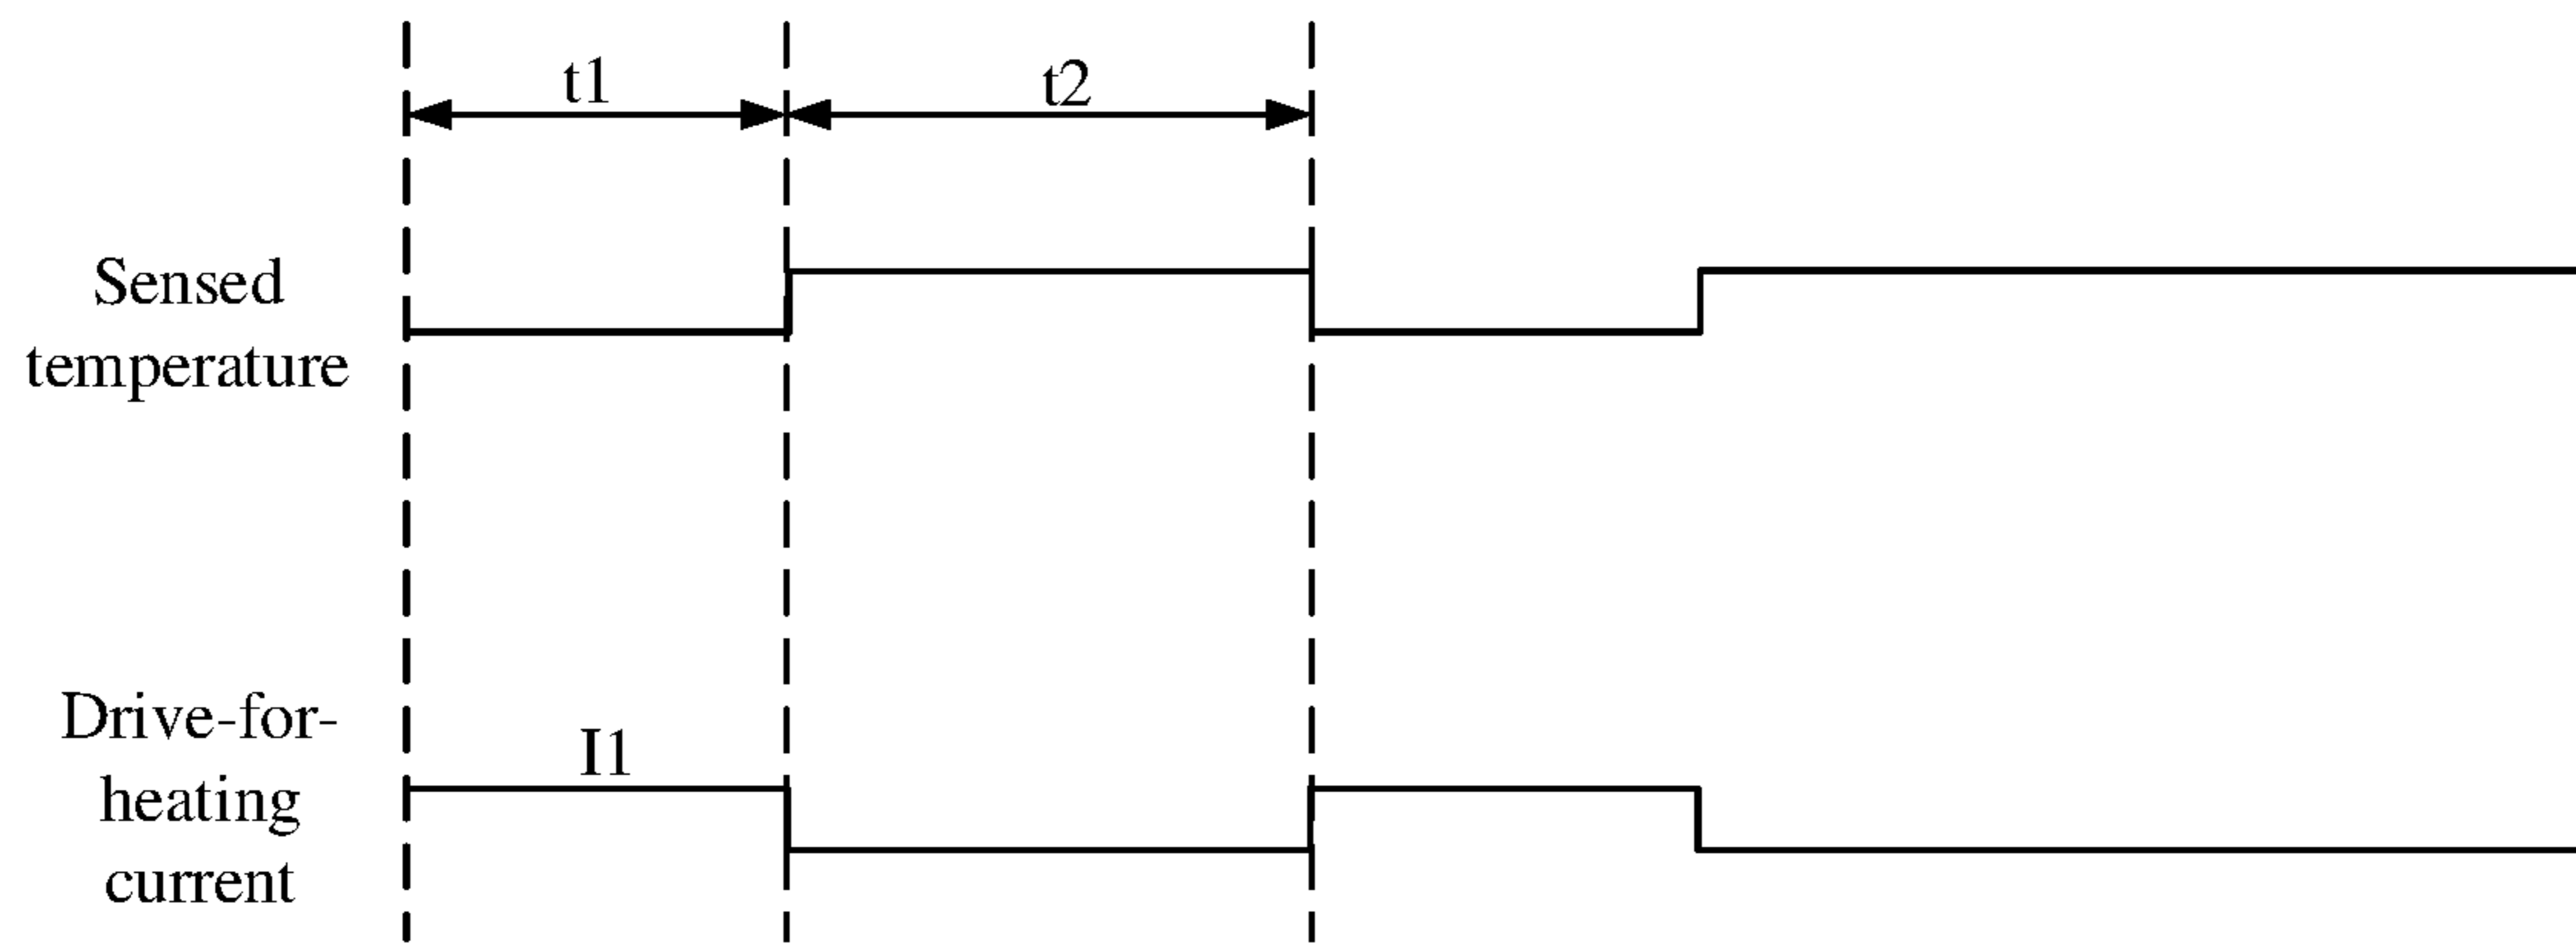 t1
t2
Sensed
temperature
I1
Drive-for-
heating
current